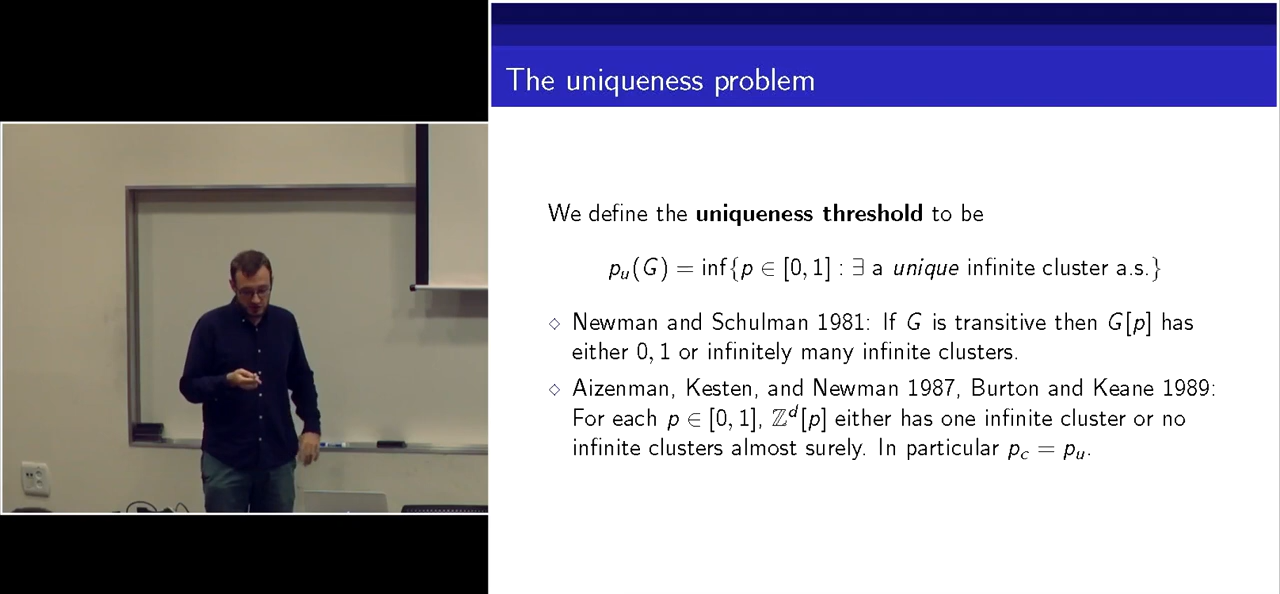 The uniqueness problem
We define the uniqueness threshold to be
p_u(G) = inf{p ∈ [0, 1] : ∃ a unique infinite cluster a.s.}
◇ Newman and Schulman 1981: If G is transitive then G[p] has
either 0, 1 or infinitely many infinite clusters.
◇ Aizenman, Kesten, and Newman 1987, Burton and Keane 1989:
For each p ∈ [0, 1], ℤ^d[p] either has one infinite cluster or no
infinite clusters almost surely. In particular p_c = p_u.